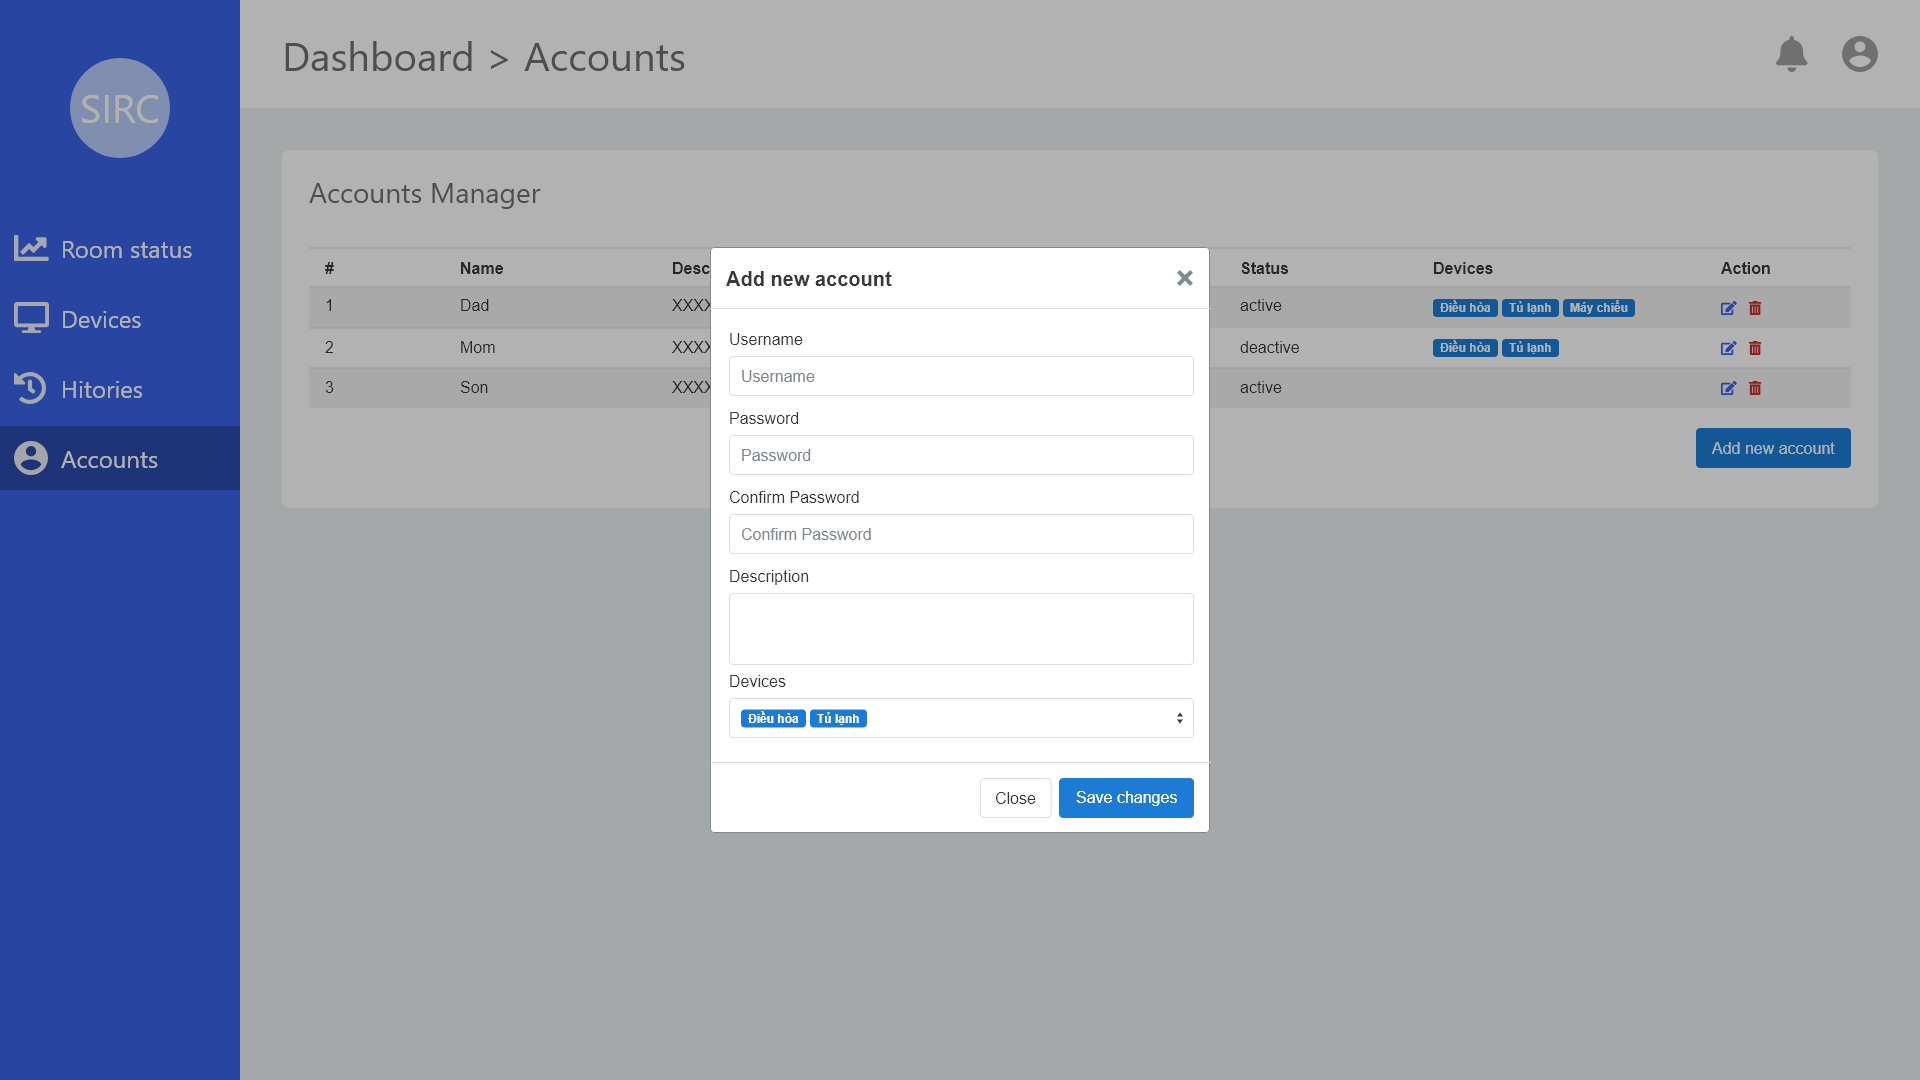 SIRC
Dashboard > Accounts
Room status
Devices
Hitories
Accounts
Accounts Manager
# Name Desc Status Devices Action
1 Dad XXXX active Điều hòa Tủ lạnh Máy chiếu
2 Mom XXXX deactive Điều hòa Tủ lạnh
3 Son XXXX active
Add new account
Add new account
Username
Username
Password
Password
Confirm Password
Confirm Password
Description
Devices
Điều hòa Tủ lạnh
Close Save changes